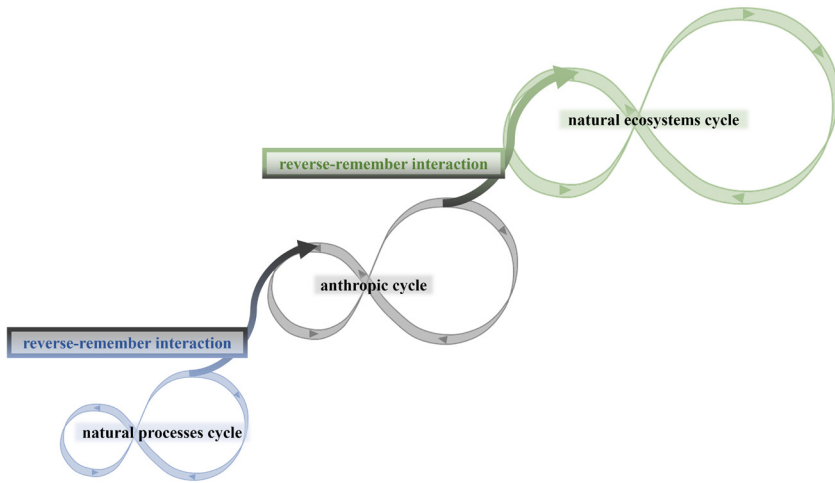 natural ecosystems cycle
reverse-remember interaction
anthropic cycle
reverse-remember interaction
natural processes cycle